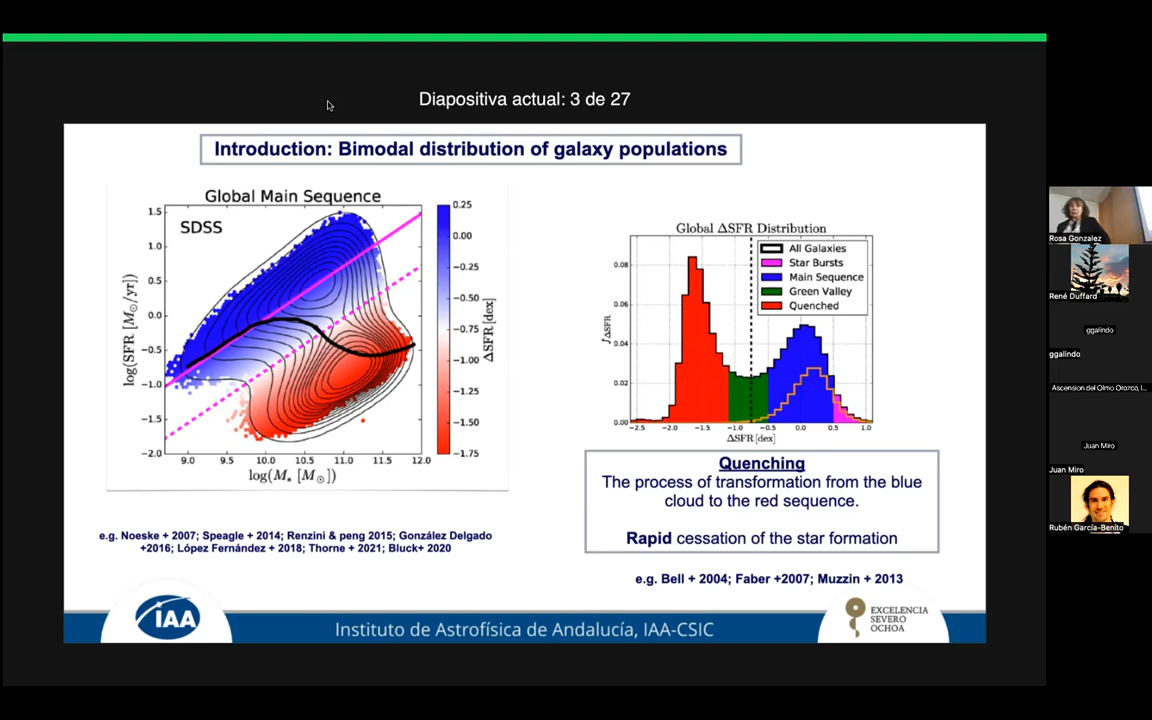 Diapositiva actual: 3 de 27
Introduction: Bimodal distribution of galaxy populations
Global Main Sequence
SDSS
log(SFR [M⊙/yr])
1.5
1.0
0.5
0.0
−0.5
−1.0
−1.5
−2.0
9.0 9.5 10.0 10.5 11.0 11.5 12.0
log(M* [M⊙])
0.25
0.00
−0.25
−0.50
−0.75
−1.00
−1.25
−1.50
−1.75
ΔSFR [dex]
e.g. Noeske + 2007; Speagle + 2014; Renzini & peng 2015; González Delgado
+2016; López Fernández + 2018; Thorne + 2021; Bluck+ 2020
Global ΔSFR Distribution
All Galaxies
Star Bursts
Main Sequence
Green Valley
Quenched
0.08
0.06
0.04
0.02
0.00
−2.5 −2.0 −1.5 −1.0 −0.5 0.0 0.5 1.0
ΔSFR [dex]
Quenching
The process of transformation from the blue
cloud to the red sequence.
Rapid cessation of the star formation
e.g. Bell + 2004; Faber +2007; Muzzin + 2013
IAA
Instituto de Astrofísica de Andalucía, IAA-CSIC
EXCELENCIA
SEVERO
OCHOA
Rosa Gonzalez
René Duffard
ggalindo
ggalindo
Ascension del Olmo Orozco, I...
Juan Miro
Juan Miro
Rubén García-Benito